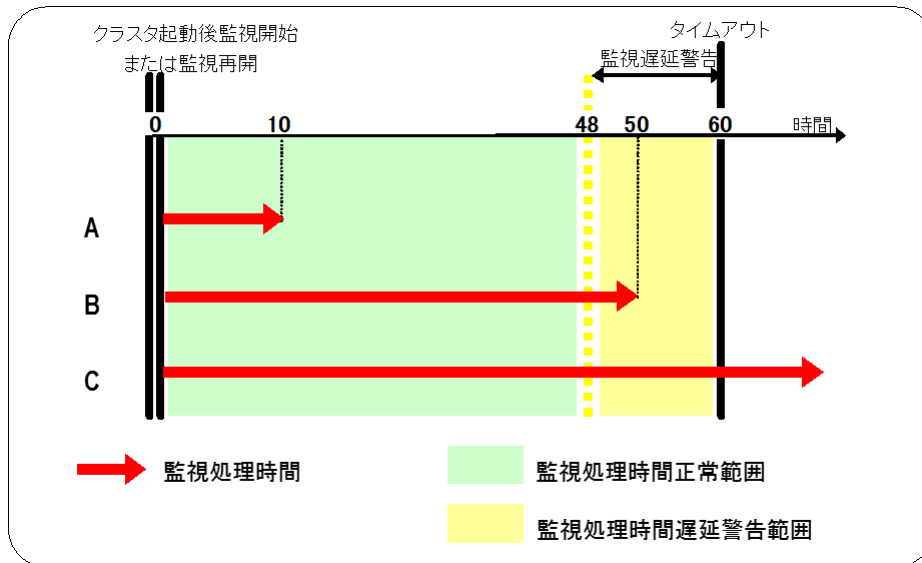 クラスタ起動後監視開始
または監視再開
タイムアウト
監視遅延警告
0 10 48 50 60 時間
A
B
C
監視処理時間
監視処理時間正常範囲
監視処理時間遅延警告範囲